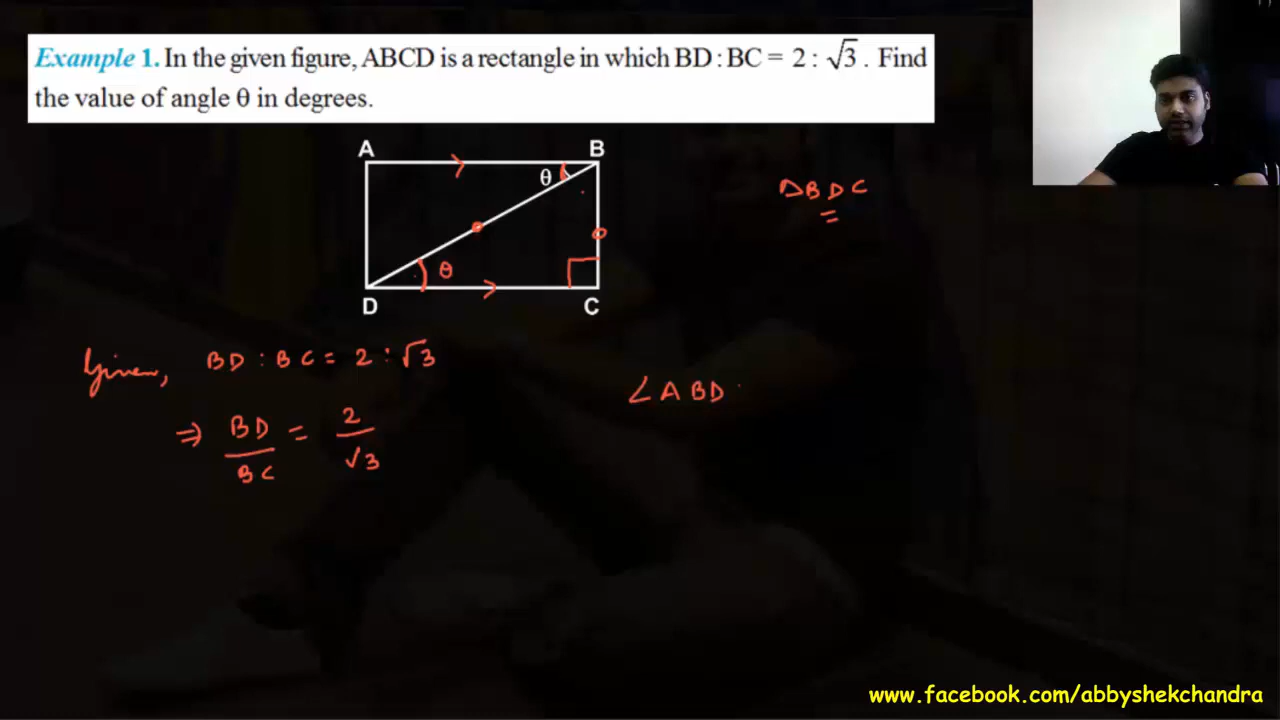 Example 1. In the given figure, ABCD is a rectangle in which BD : BC = 2 : √3 . Find
the value of angle θ in degrees.
A
B
θ
θ
D
C
△BDC
=
Given, BD : BC = 2 : √3
⇒ BD/BC = 2/√3
∠ABD
www.facebook.com/abbyshekchandra